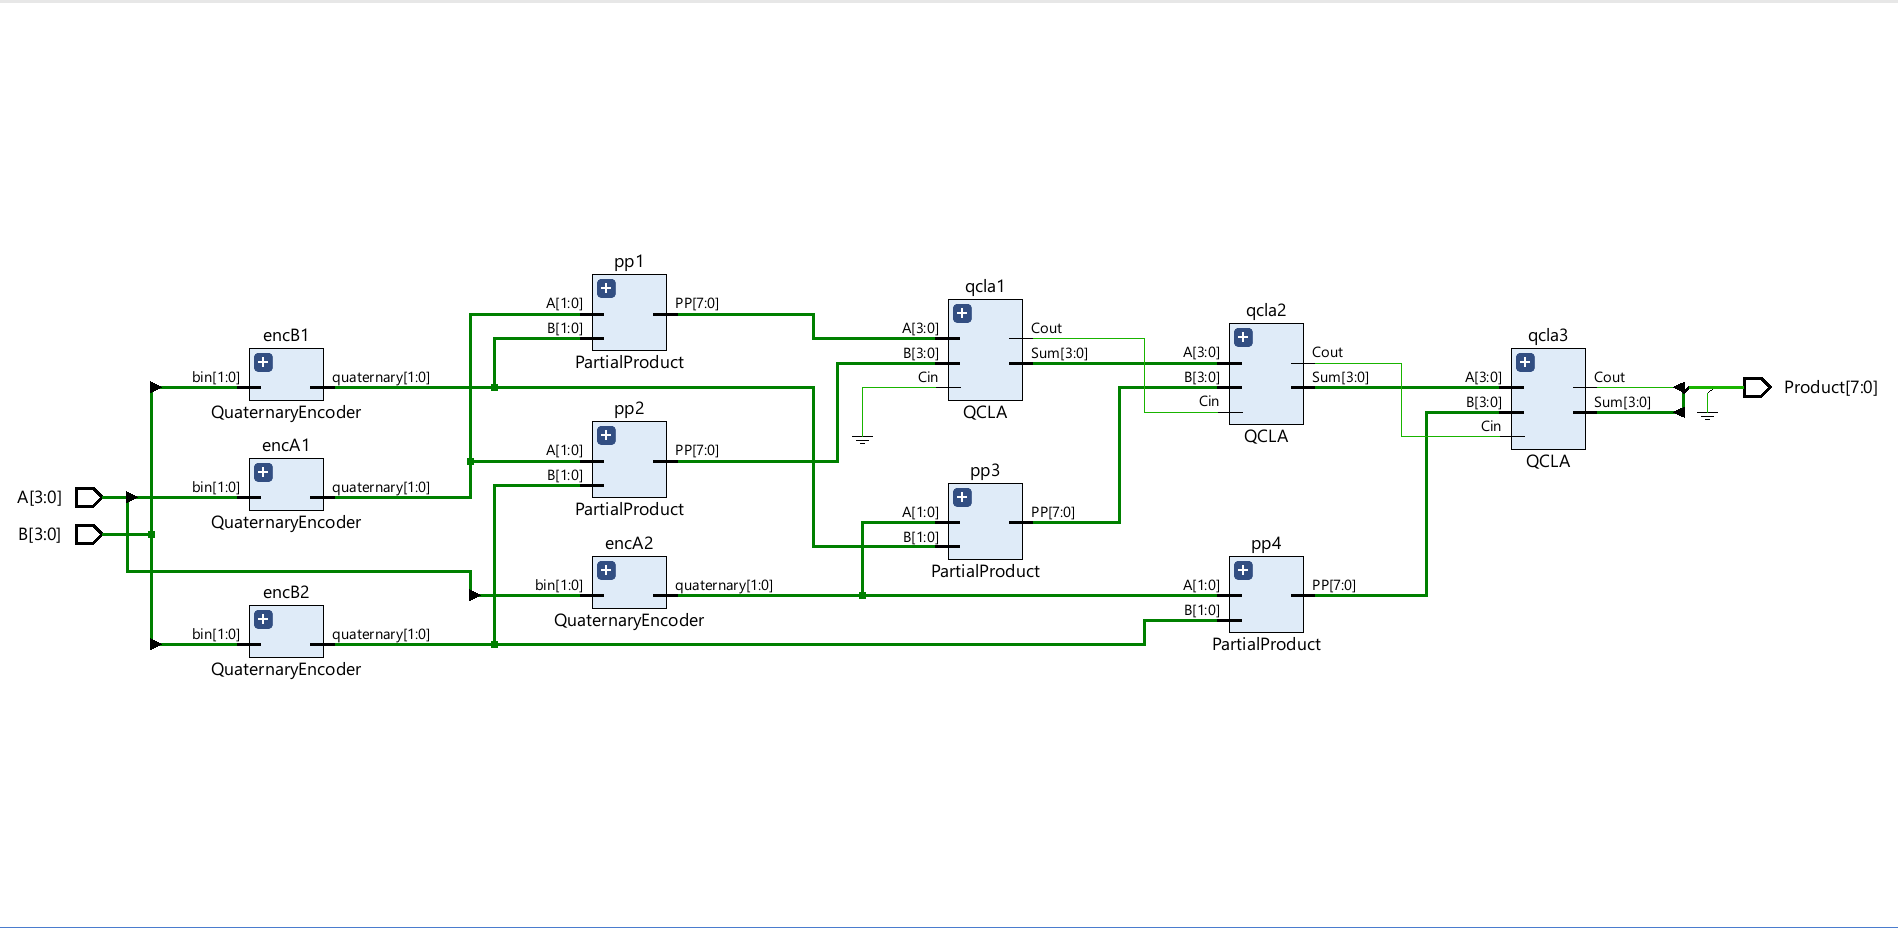 pp1
A[1:0]
PP[7:0]
B[1:0]
PartialProduct
qcla1
A[3:0]
Cout
B[3:0]
Sum[3:0]
Cin
QCLA
qcla2
A[3:0]
Cout
B[3:0]
Sum[3:0]
Cin
QCLA
qcla3
A[3:0]
Cout
B[3:0]
Sum[3:0]
Cin
QCLA
Product[7:0]
encB1
bin[1:0]
quaternary[1:0]
QuaternaryEncoder
pp2
A[1:0]
PP[7:0]
B[1:0]
PartialProduct
encA1
bin[1:0]
quaternary[1:0]
QuaternaryEncoder
A[3:0]
B[3:0]
pp3
A[1:0]
PP[7:0]
B[1:0]
PartialProduct
encA2
bin[1:0]
quaternary[1:0]
QuaternaryEncoder
pp4
A[1:0]
PP[7:0]
B[1:0]
PartialProduct
encB2
bin[1:0]
quaternary[1:0]
QuaternaryEncoder